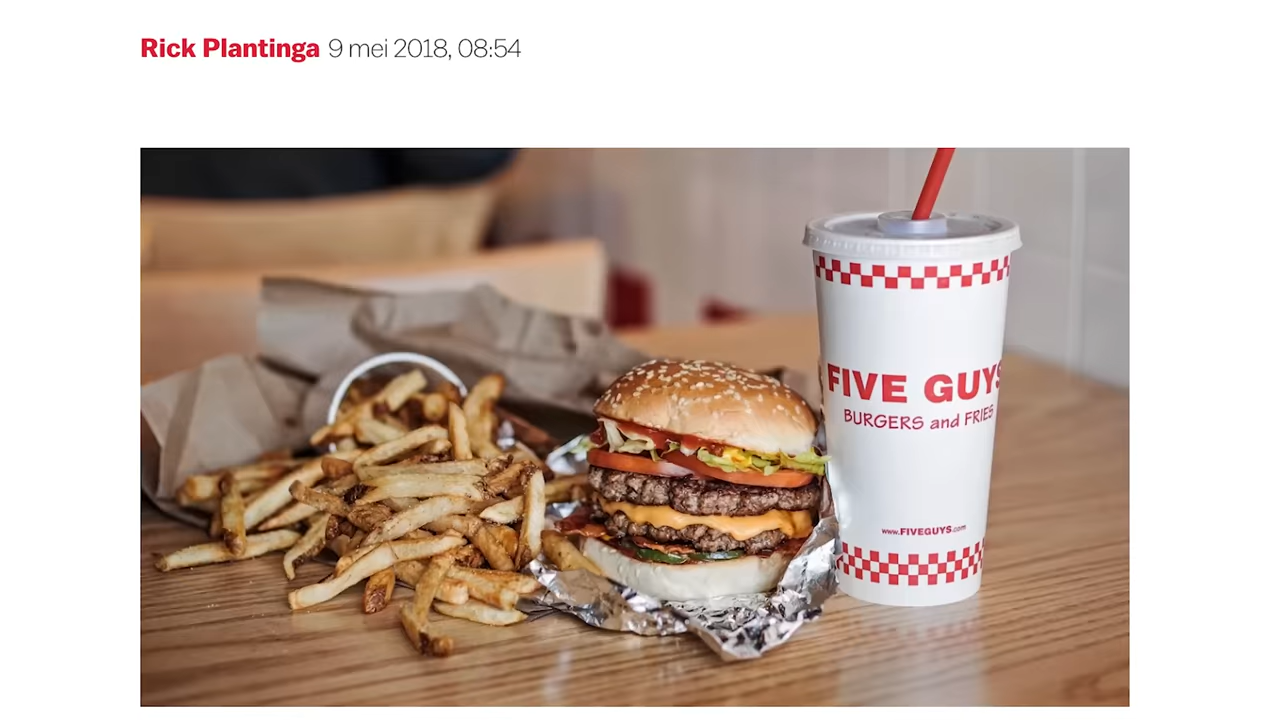 Rick Plantinga 9 mei 2018, 08:54
FIVE GUYS
BURGERS and FRIES
www.FIVEGUYS.com